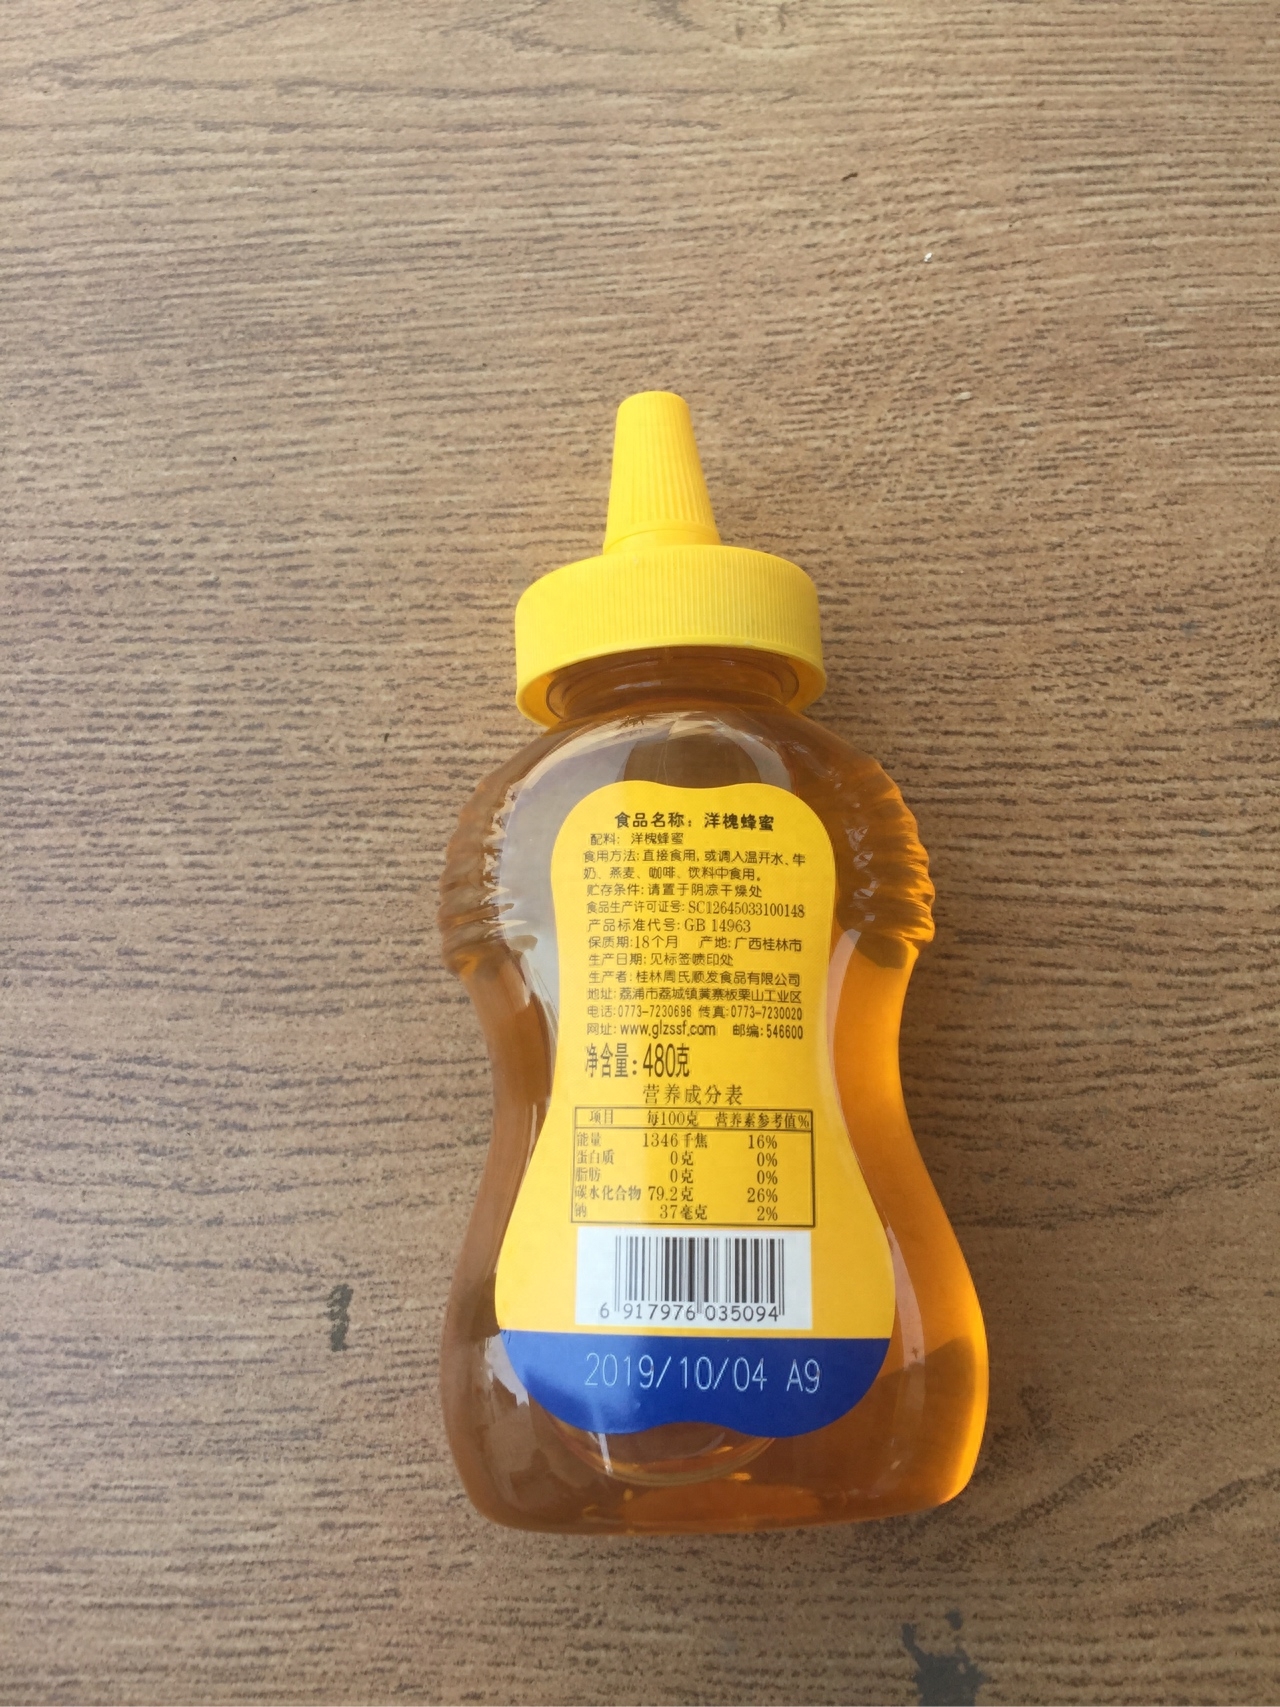 食品名称：洋槐蜂蜜
配料：洋槐蜂蜜
食用方法：直接食用，或调入温开水、牛
奶、燕麦、咖啡、饮料中食用。
贮存条件：请置于阴凉干燥处
食品生产许可证号：SC12645033100148
产品标准代号：GB 14963
保质期：18个月 产地：广西桂林市
生产日期：见标签喷印处
生产者：桂林周氏顺发食品有限公司
地址：荔浦市荔城镇黄寨板栗山工业区
电话：0773-7230696 传真：0773-7230020
网址：www.glzssf.com 邮编：546600
净含量：480克
营养成分表
项目 每100克 营养素参考值%
能量 1346千焦 16%
蛋白质 0克 0%
脂肪 0克 0%
碳水化合物 79.2克 26%
钠 37毫克 2%
6 917976 035094
2019/10/04 A9